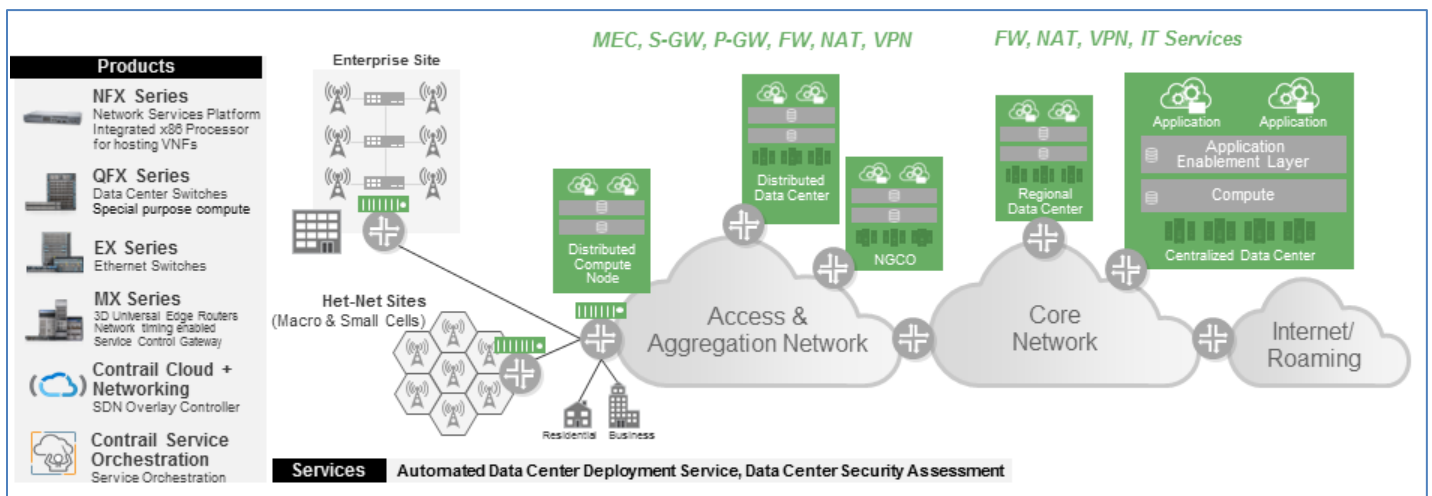 MEC, S-GW, P-GW, FW, NAT, VPN
FW, NAT, VPN, IT Services
Products
NFX Series
Network Services Platform
Integrated x86 Processor
for hosting VNFs
QFX Series
Data Center Switches
Special purpose compute
EX Series
Ethernet Switches
MX Series
3D Universal Edge Routers
Network timing enabled
Service Control Gateway
Contrail Cloud +
Networking
SDN Overlay Controller
Contrail Service
Orchestration
Service Orchestration
Enterprise Site
Het-Net Sites
(Macro & Small Cells)
Distributed
Compute
Node
Residential
Business
Distributed
Data Center
NGCO
Access &
Aggregation Network
Regional
Data Center
Application
Application
Application
Enablement Layer
Compute
Centralized Data Center
Core
Network
Internet/
Roaming
Services
Automated Data Center Deployment Service, Data Center Security Assessment